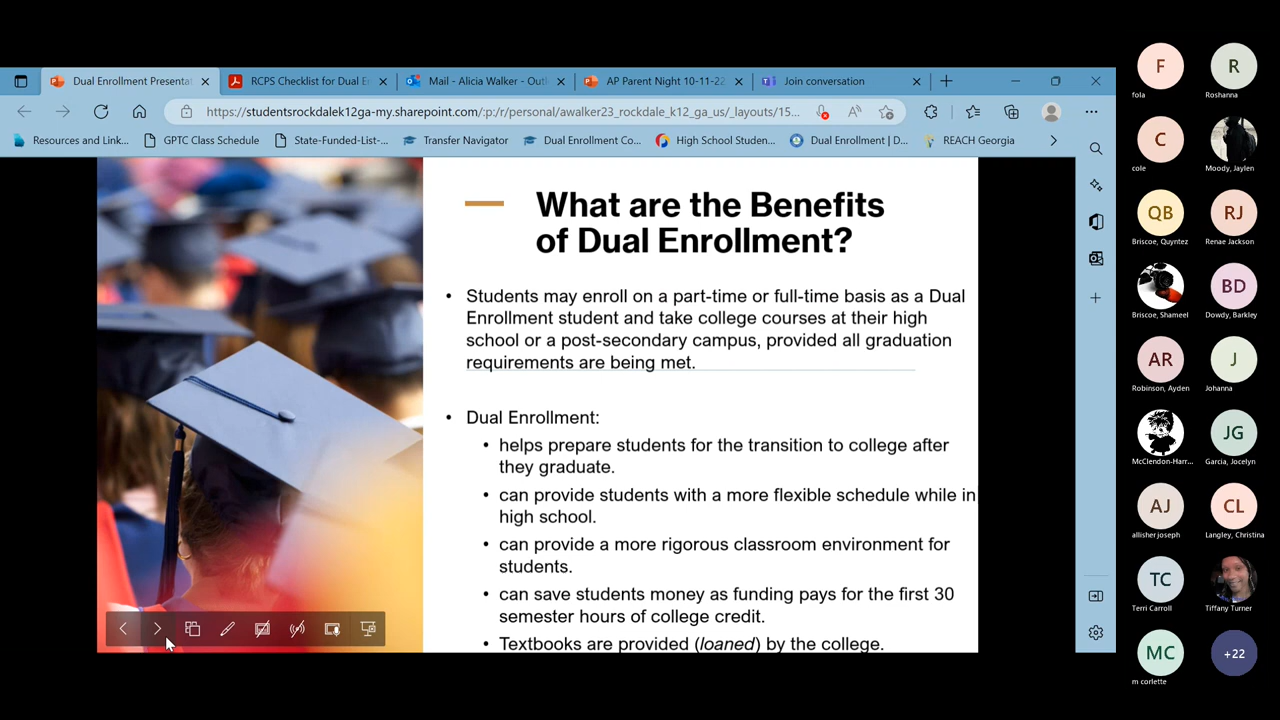 Dual Enrollment Presentat
RCPS Checklist for Dual E
Mail - Alicia Walker - Outl
AP Parent Night 10-11-22
Join conversation
https://studentsrockdalek12ga-my.sharepoint.com/:p:/r/personal/awalker23_rockdale_k12_ga_us/_layouts/15...
Resources and Link...
GPTC Class Schedule
State-Funded-List-...
Transfer Navigator
Dual Enrollment Co...
High School Studen...
Dual Enrollment | D...
REACH Georgia
What are the Benefits
of Dual Enrollment?
• Students may enroll on a part-time or full-time basis as a Dual
Enrollment student and take college courses at their high
school or a post-secondary campus, provided all graduation
requirements are being met.
• Dual Enrollment:
• helps prepare students for the transition to college after
they graduate.
• can provide students with a more flexible schedule while in
high school.
• can provide a more rigorous classroom environment for
students.
• can save students money as funding pays for the first 30
semester hours of college credit.
• Textbooks are provided (loaned) by the college.
F
fola
R
Roshanna
C
cole
Moody, Jaylen
QB
Briscoe, Quyntez
RJ
Renae Jackson
Briscoe, Shameel
BD
Dowdy, Barkley
AR
Robinson, Ayden
J
Johanna
McClendon-Harr...
JG
Garcia, Jocelyn
AJ
allisher joseph
CL
Langley, Christina
TC
Terri Carroll
Tiffany Turner
MC
m corlette
+22